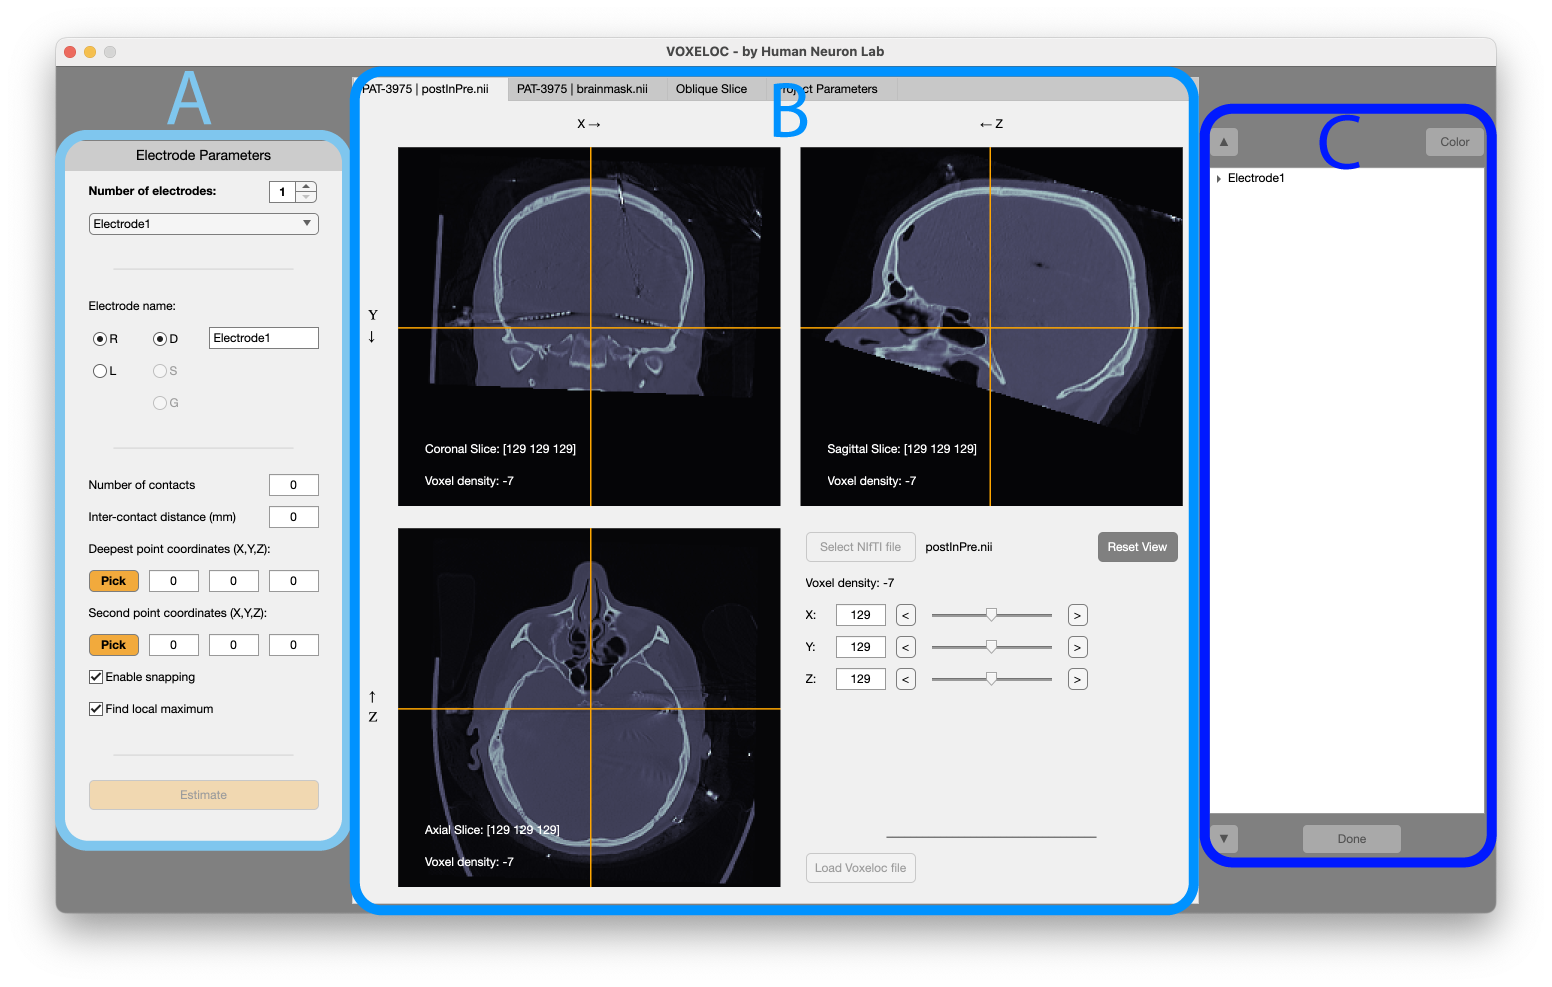 VOXELOC - by Human Neuron Lab
A
Electrode Parameters
Number of electrodes:
1
Electrode1
Electrode name:
R
D
Electrode1
L
S
G
Number of contacts
0
Inter-contact distance (mm)
0
Deepest point coordinates (X,Y,Z):
Pick
0
0
0
Second point coordinates (X,Y,Z):
Pick
0
0
0
Enable snapping
Find local maximum
Estimate
B
PAT-3975 | postInPre.nii
PAT-3975 | brainmask.nii
Oblique Slice
Project Parameters
X→
←Z
Y
↓
Coronal Slice: [129 129 129]
Voxel density: -7
Sagittal Slice: [129 129 129]
Voxel density: -7
↑
Z
Axial Slice: [129 129 129]
Voxel density: -7
Select NIfTI file
postInPre.nii
Reset View
Voxel density: -7
X:
129
<
>
Y:
129
<
>
Z:
129
<
>
Load Voxeloc file
C
▲
Color
Electrode1
▼
Done